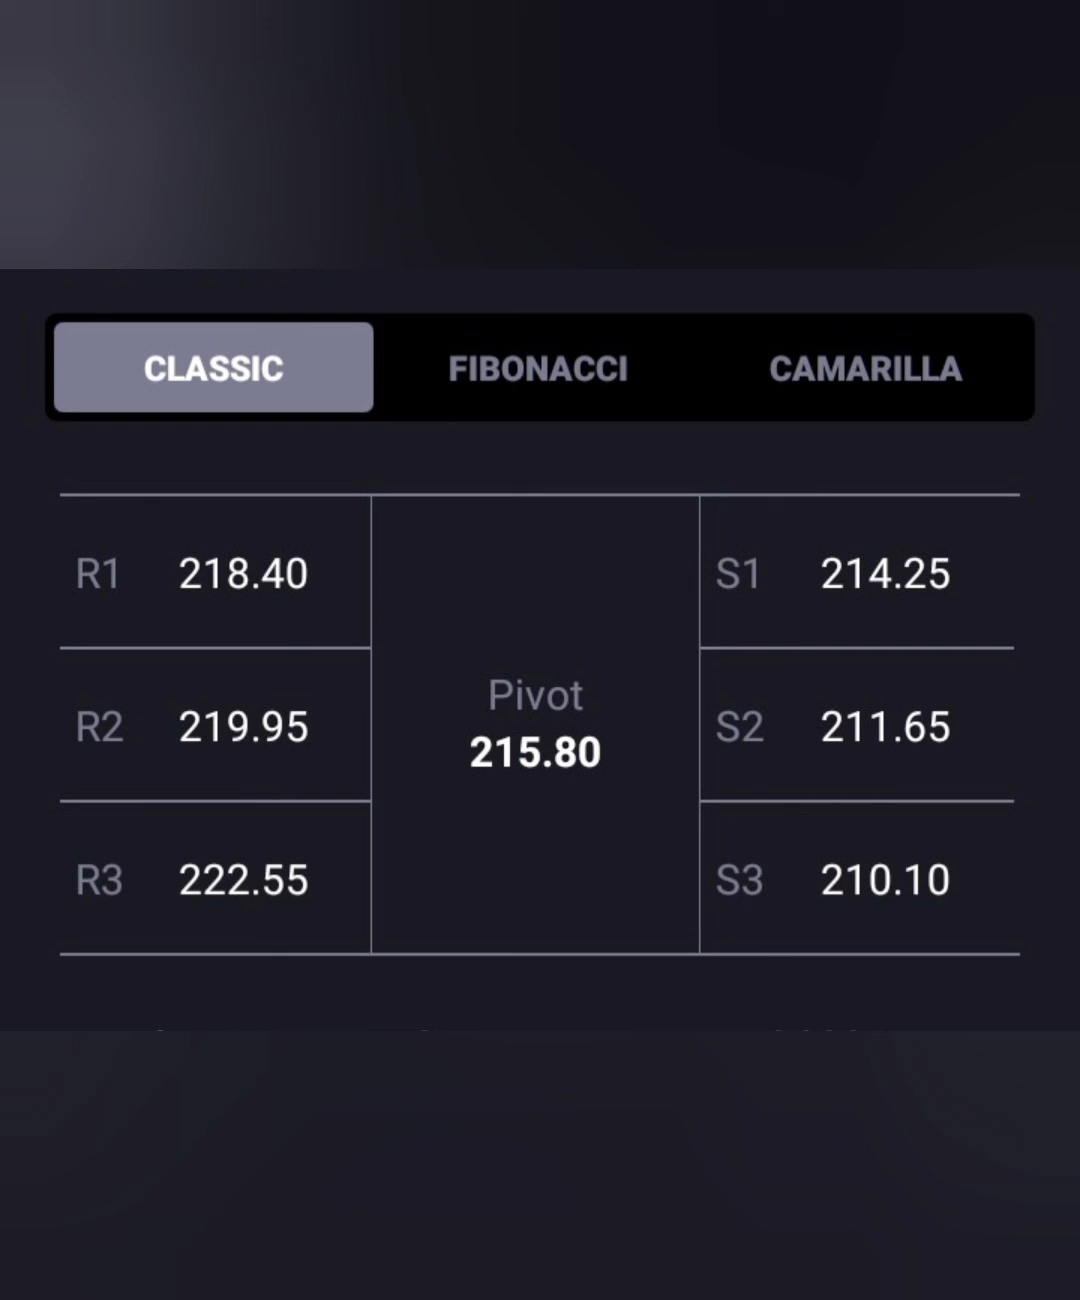 CLASSIC FIBONACCI CAMARILLA
R1 218.40 S1 214.25
Pivot
R2 219.95 215.80 S2 211.65
R3 222.55 S3 210.10